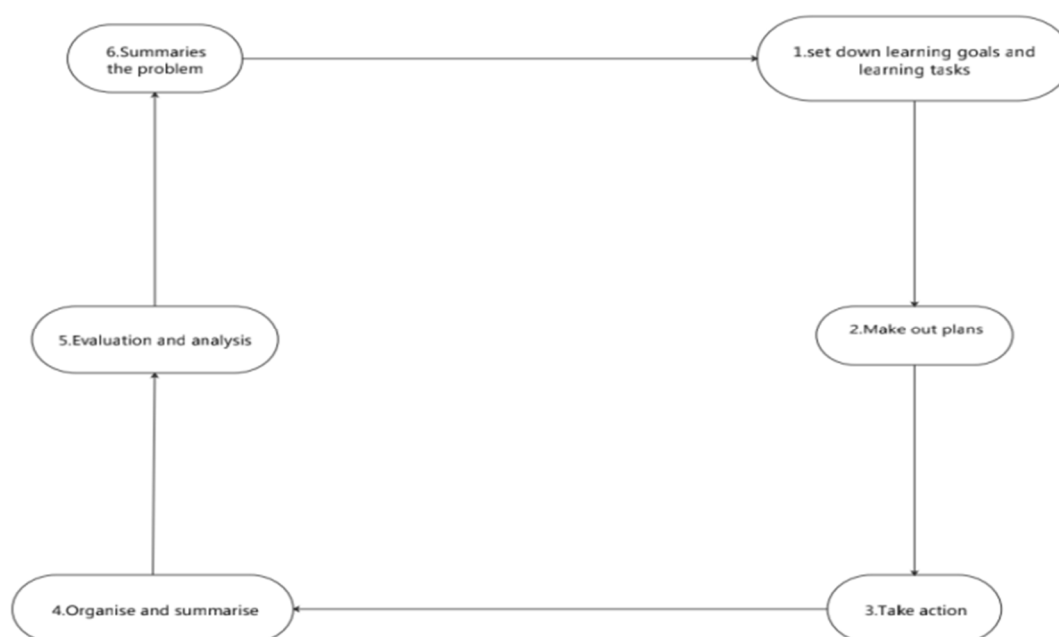 1.set down learning goals and
learning tasks
2.Make out plans
3.Take action
4.Organise and summarise
5.Evaluation and analysis
6.Summaries
the problem